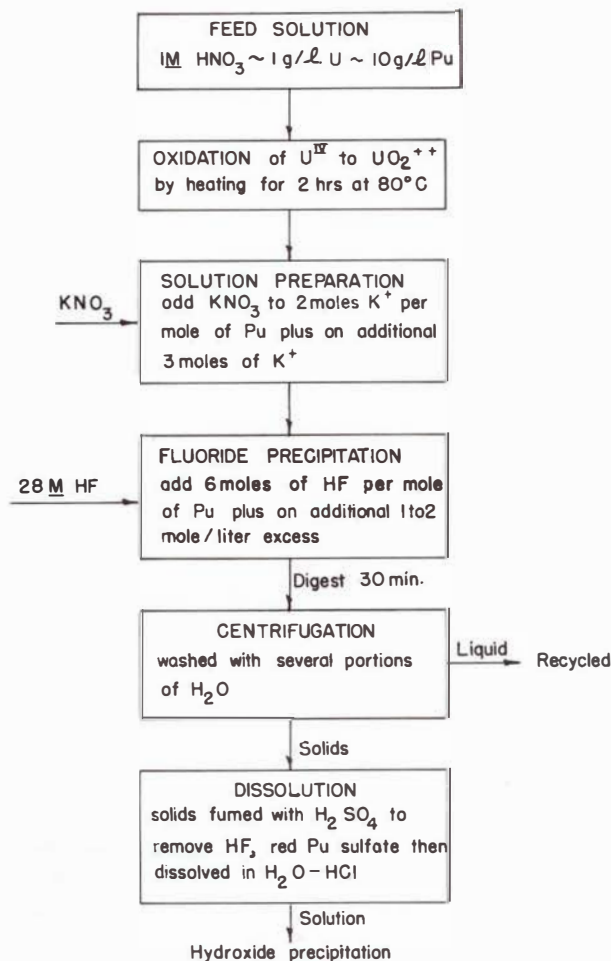 FEED SOLUTION
1M HNO₃ ~ 1 g/ℓ U ~ 10g/ℓ Pu
OXIDATION of U^IV to UO₂⁺⁺
by heating for 2 hrs at 80°C
KNO₃
SOLUTION PREPARATION
odd KNO₃ to 2 moles K⁺ per
mole of Pu plus on additional
3 moles of K⁺
28 M HF
FLUORIDE PRECIPITATION
add 6 moles of HF per mole
of Pu plus on additional 1to2
mole/liter excess
Digest 30 min.
CENTRIFUGATION
washed with several portions
of H₂O
Liquid
Recycled
Solids
DISSOLUTION
solids fumed with H₂SO₄ to
remove HF, red Pu sulfate then
dissolved in H₂O-HCl
Solution
Hydroxide precipitation